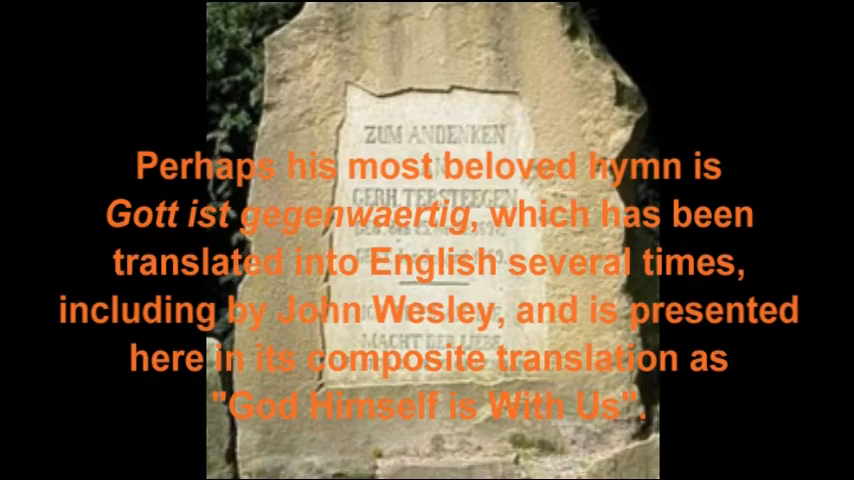 Perhaps his most beloved hymn is
Gott ist gegenwaertig, which has been
translated into English several times,
including by John Wesley, and is presented
here in its composite translation as
"God Himself is With Us".
ZUM ANDENKEN
GERH. TERSTEEGEN
MACHT DER LIEBE